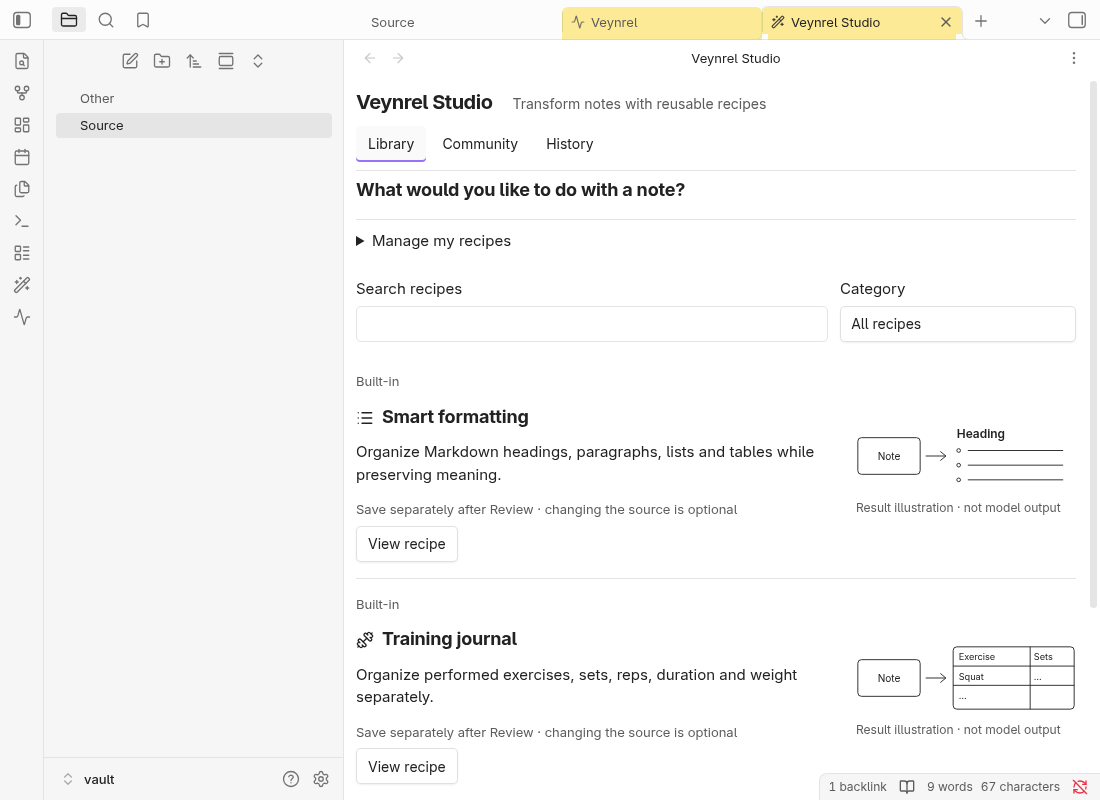 Source
Veynrel
Veynrel Studio
Veynrel Studio
Other
Source
Veynrel Studio
Transform notes with reusable recipes
Library
Community
History
What would you like to do with a note?
Manage my recipes
Search recipes
Category
All recipes
Built-in
Smart formatting
Organize Markdown headings, paragraphs, lists and tables while
preserving meaning.
Save separately after Review · changing the source is optional
View recipe
Note
Heading
Result illustration · not model output
Built-in
Training journal
Organize performed exercises, sets, reps, duration and weight
separately.
Save separately after Review · changing the source is optional
View recipe
Note
Exercise
Sets
Squat
...
...
Result illustration · not model output
vault
1 backlink
9 words
67 characters